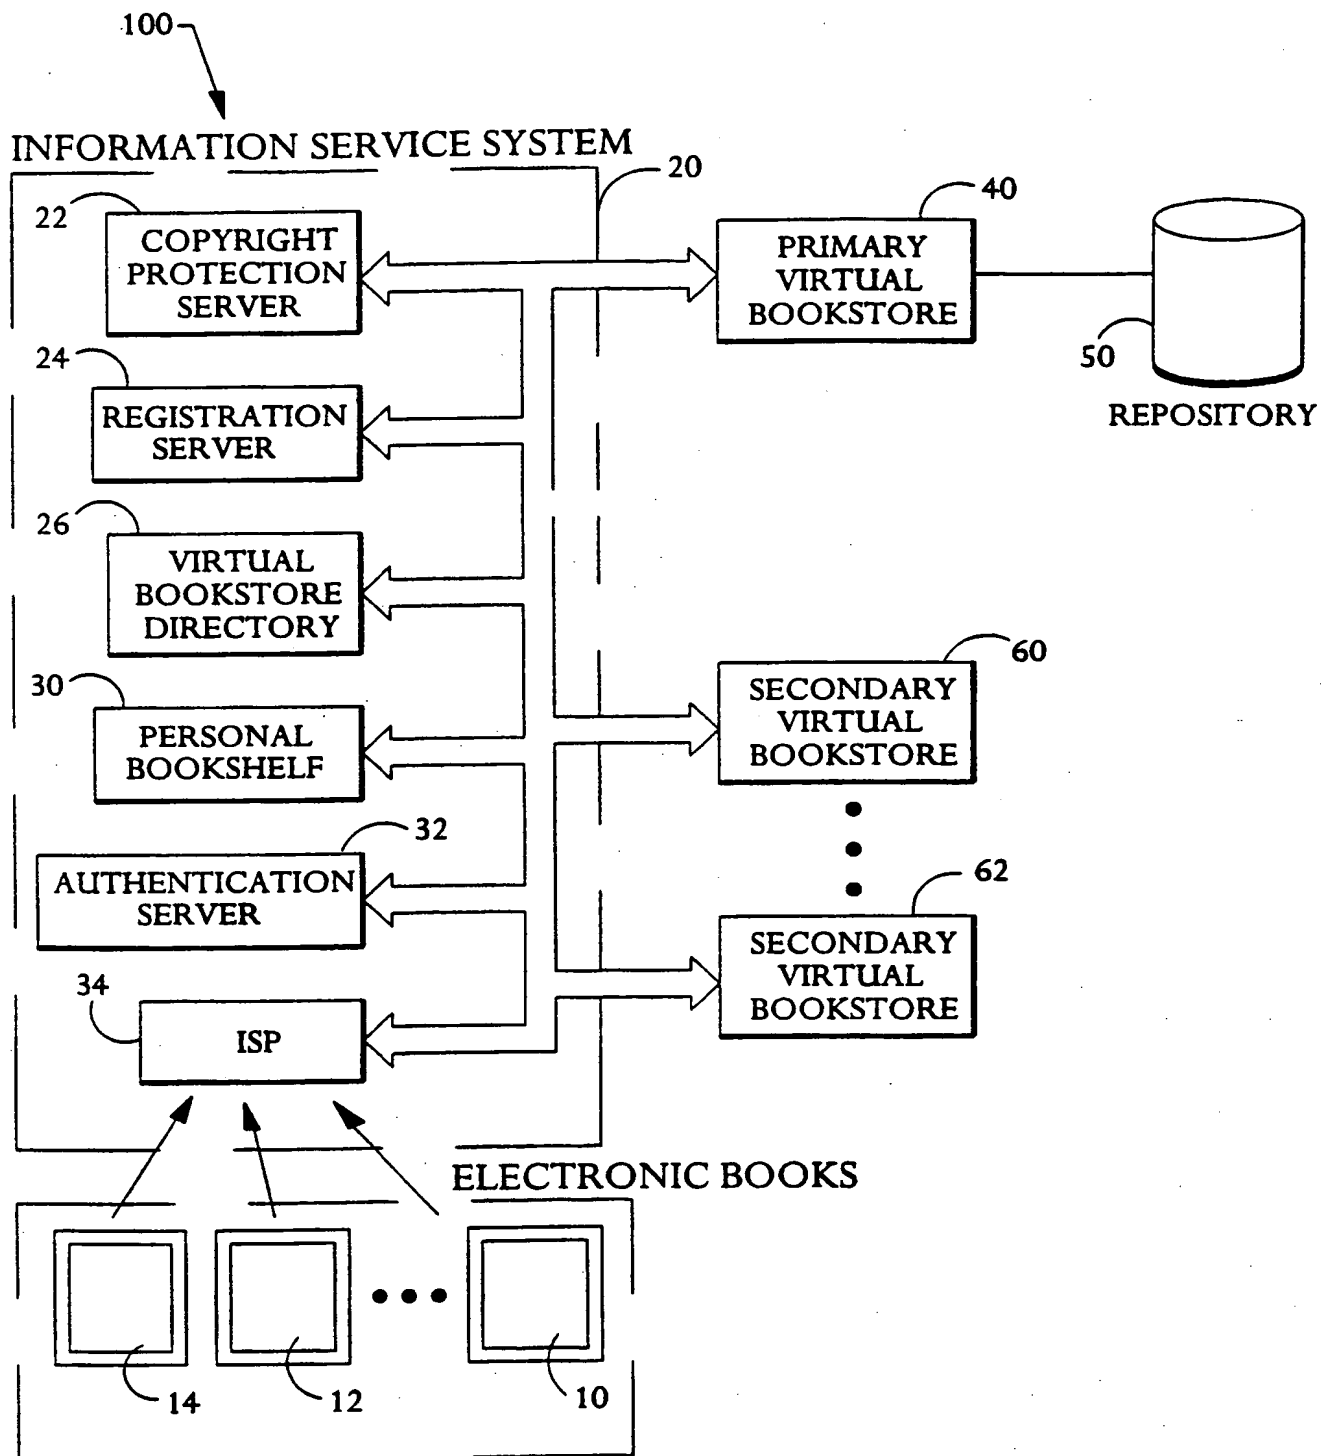 100
INFORMATION SERVICE SYSTEM
20
22
COPYRIGHT
PROTECTION
SERVER
40
PRIMARY
VIRTUAL
BOOKSTORE
50
REPOSITORY
24
REGISTRATION
SERVER
26
VIRTUAL
BOOKSTORE
DIRECTORY
30
PERSONAL
BOOKSHELF
60
SECONDARY
VIRTUAL
BOOKSTORE
32
AUTHENTICATION
SERVER
62
SECONDARY
VIRTUAL
BOOKSTORE
34
ISP
ELECTRONIC BOOKS
14
12
10